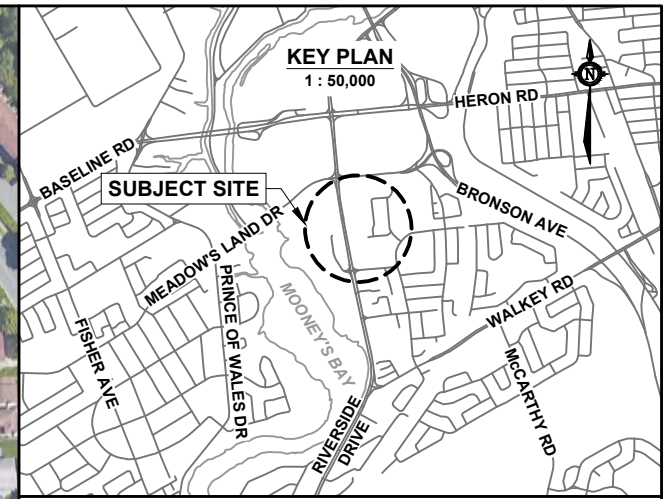 KEY PLAN
1 : 50,000
N
HERON RD
BASELINE RD
SUBJECT SITE
BRONSON AVE
MEADOW'S LAND DR
PRINCE OF WALES DR
MOONEY'S BAY
WALKEY RD
FISHER AVE
McCARTHY RD
RIVERSIDE
DRIVE